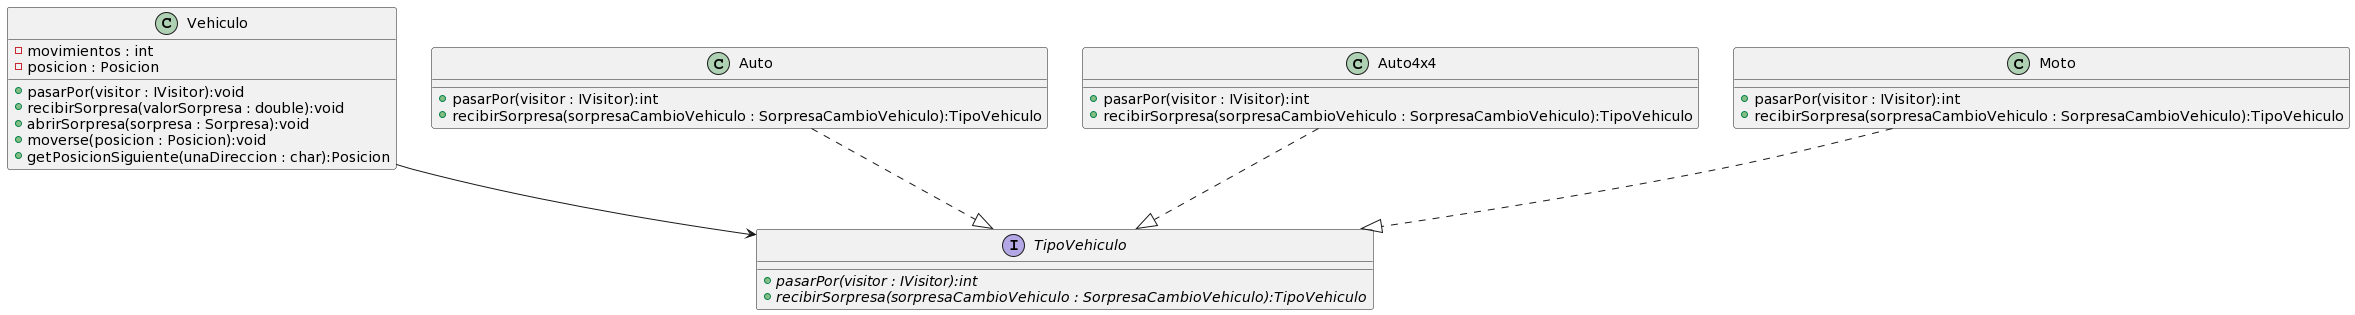 C Vehiculo
movimientos : int
posicion : Posicion
pasarPor(visitor : IVisitor):void
recibirSorpresa(valorSorpresa : double):void
abrirSorpresa(sorpresa : Sorpresa):void
moverse(posicion : Posicion):void
getPosicionSiguiente(unaDireccion : char):Posicion
C Auto
pasarPor(visitor : IVisitor):int
recibirSorpresa(sorpresaCambioVehiculo : SorpresaCambioVehiculo):TipoVehiculo
C Auto4x4
pasarPor(visitor : IVisitor):int
recibirSorpresa(sorpresaCambioVehiculo : SorpresaCambioVehiculo):TipoVehiculo
C Moto
pasarPor(visitor : IVisitor):int
recibirSorpresa(sorpresaCambioVehiculo : SorpresaCambioVehiculo):TipoVehiculo
I TipoVehiculo
pasarPor(visitor : IVisitor):int
recibirSorpresa(sorpresaCambioVehiculo : SorpresaCambioVehiculo):TipoVehiculo